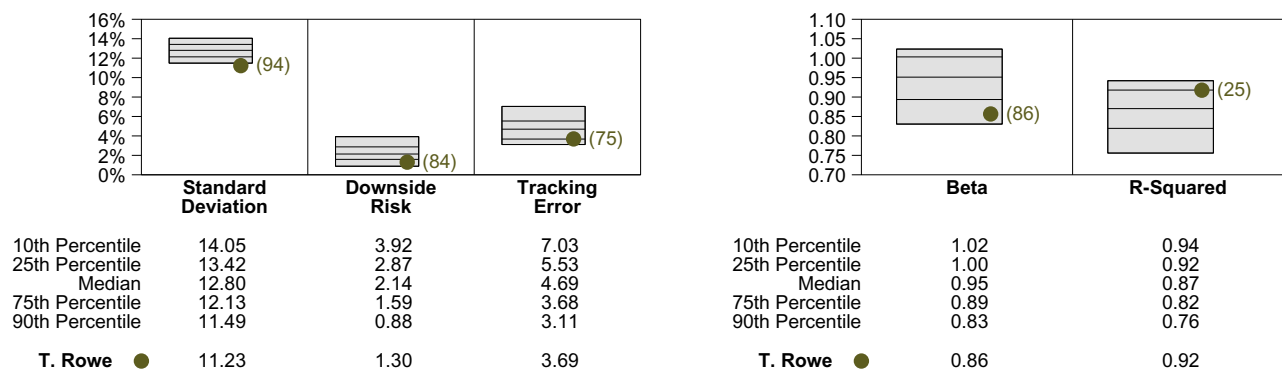 16%
14%
12%
10%
8%
6%
4%
2%
0%
(94)
(84)
(75)
Standard Deviation
Downside Risk
Tracking Error
10th Percentile 14.05 3.92 7.03
25th Percentile 13.42 2.87 5.53
Median 12.80 2.14 4.69
75th Percentile 12.13 1.59 3.68
90th Percentile 11.49 0.88 3.11
T. Rowe 11.23 1.30 3.69
1.10
1.05
1.00
0.95
0.90
0.85
0.80
0.75
0.70
(86)
(25)
Beta R-Squared
10th Percentile 1.02 0.94
25th Percentile 1.00 0.92
Median 0.95 0.87
75th Percentile 0.89 0.82
90th Percentile 0.83 0.76
T. Rowe 0.86 0.92